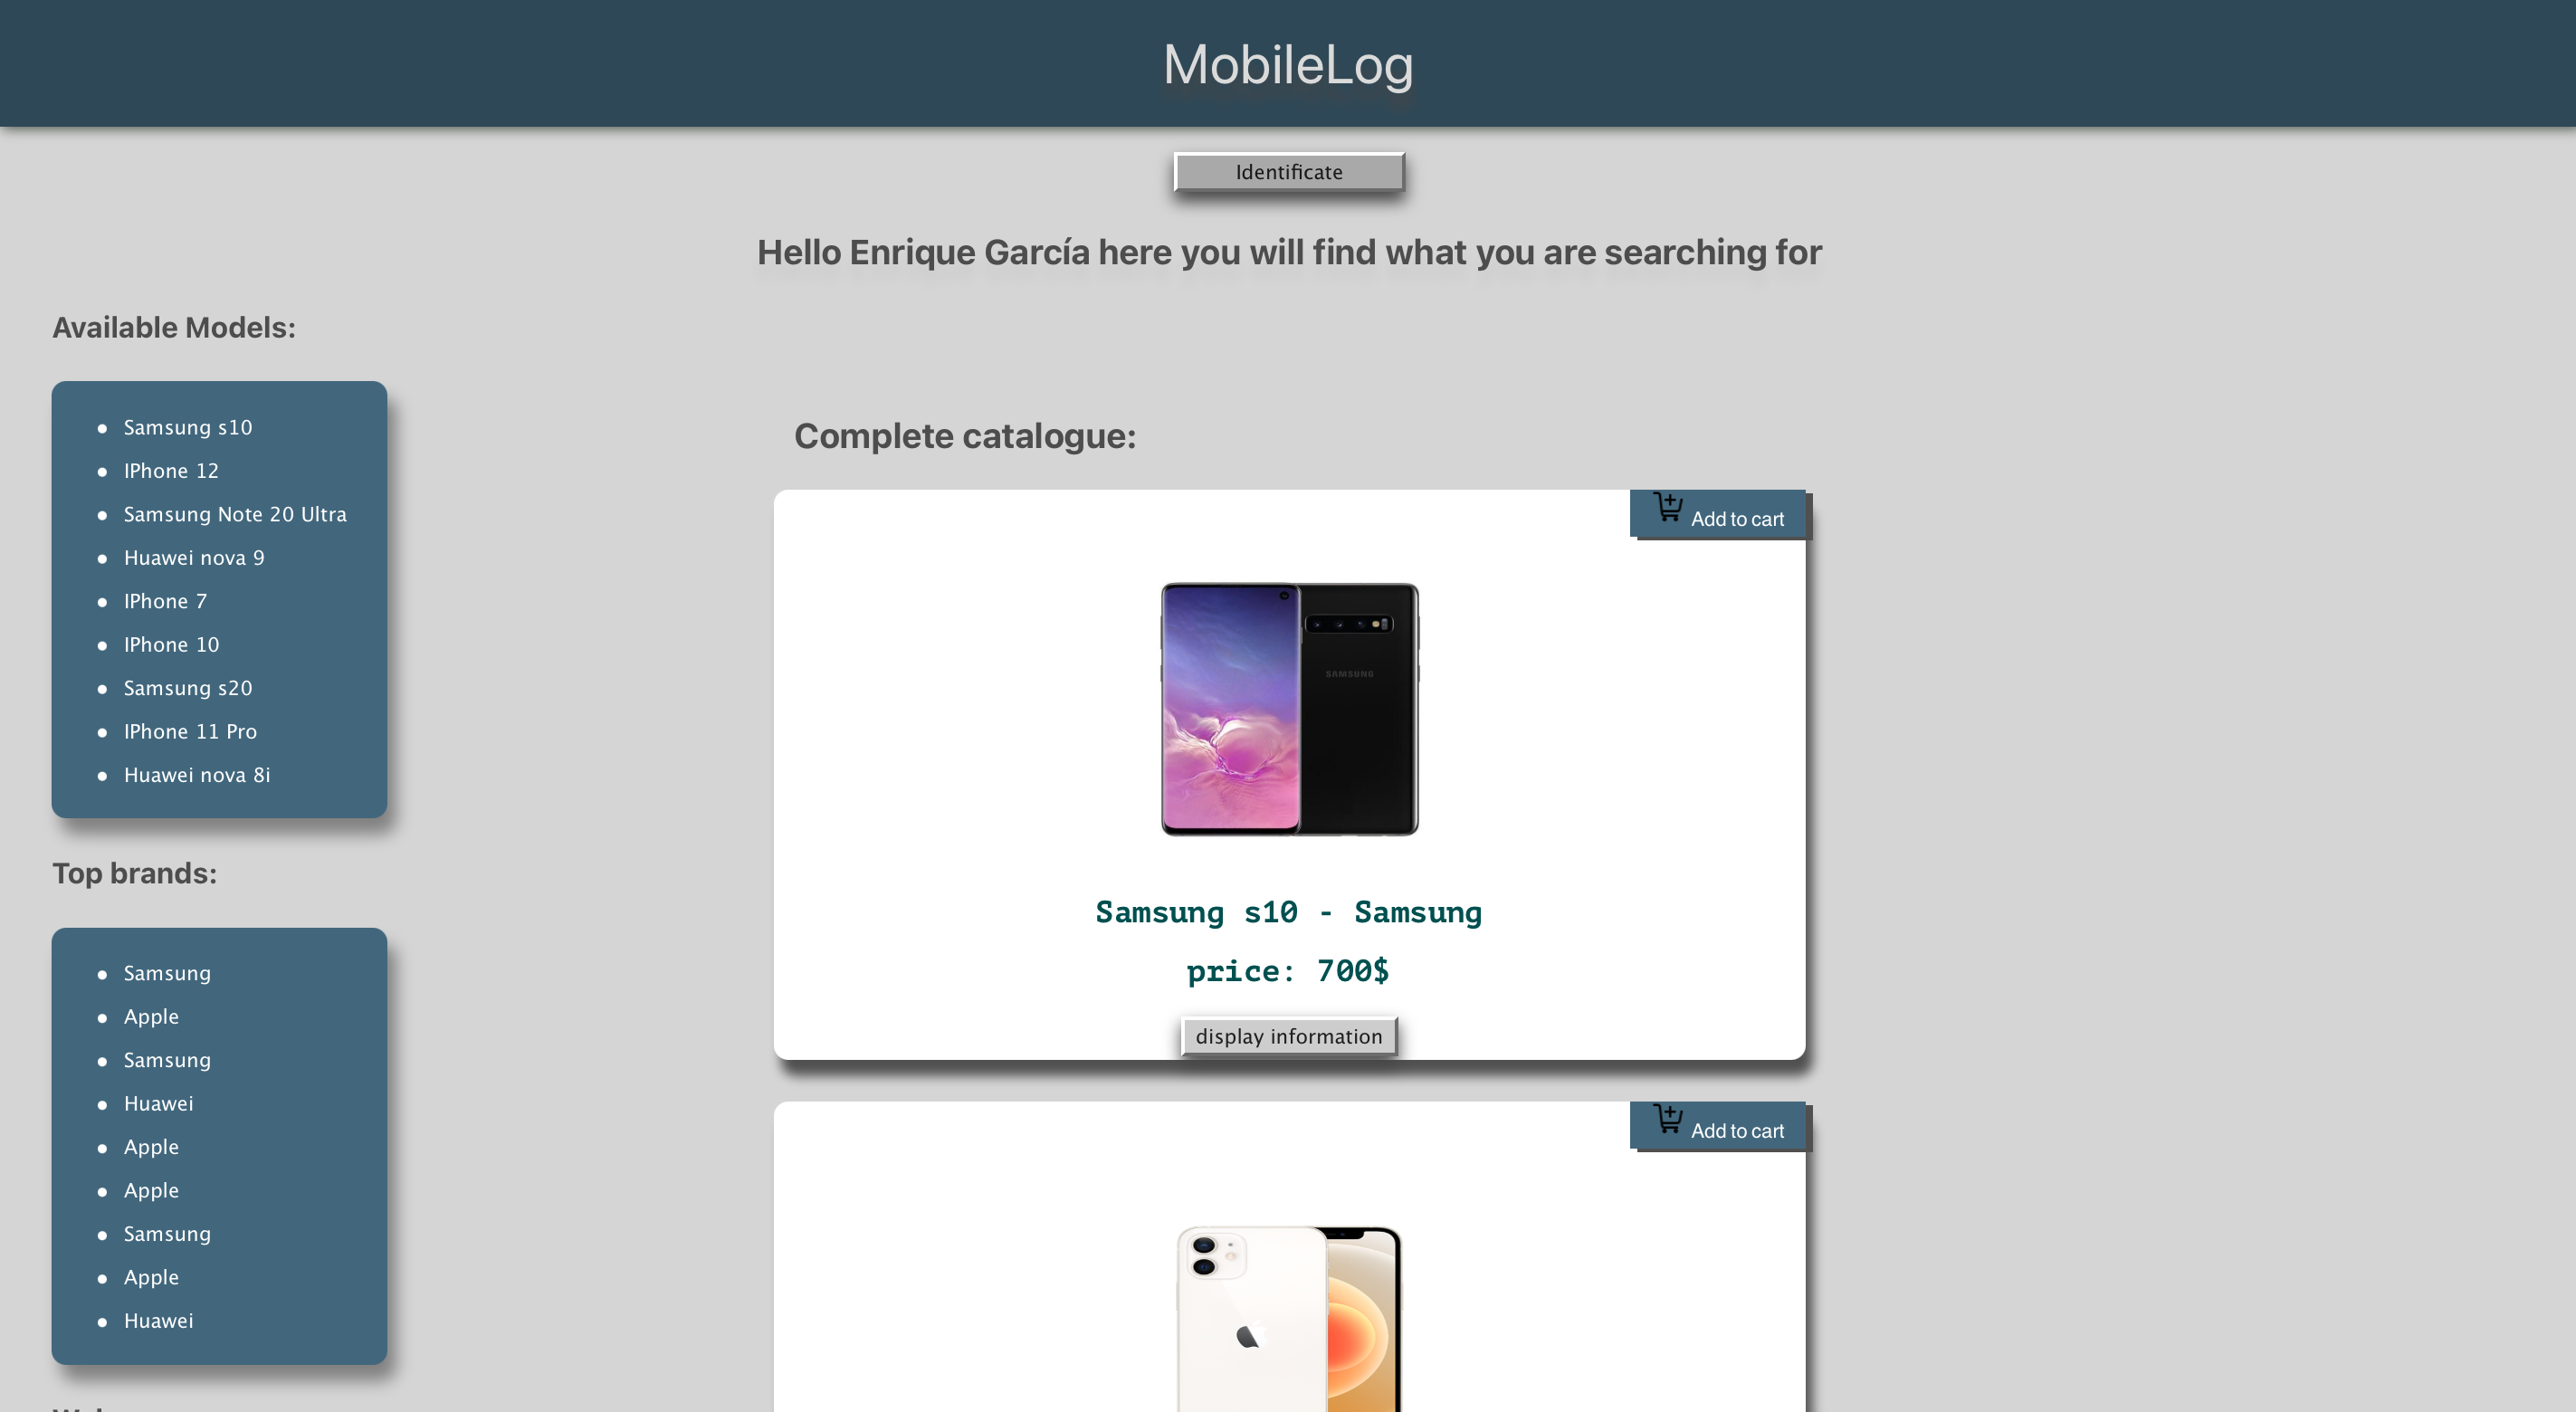 MobileLog
Identificate
Hello Enrique García here you will find what you are searching for
Available Models:
Samsung s10
IPhone 12
Samsung Note 20 Ultra
Huawei nova 9
IPhone 7
IPhone 10
Samsung s20
IPhone 11 Pro
Huawei nova 8i
Top brands:
Samsung
Apple
Samsung
Huawei
Apple
Apple
Samsung
Apple
Huawei
Complete catalogue:
Add to cart
SAMSUNG
Samsung s10 - Samsung
price: 700$
display information
Add to cart